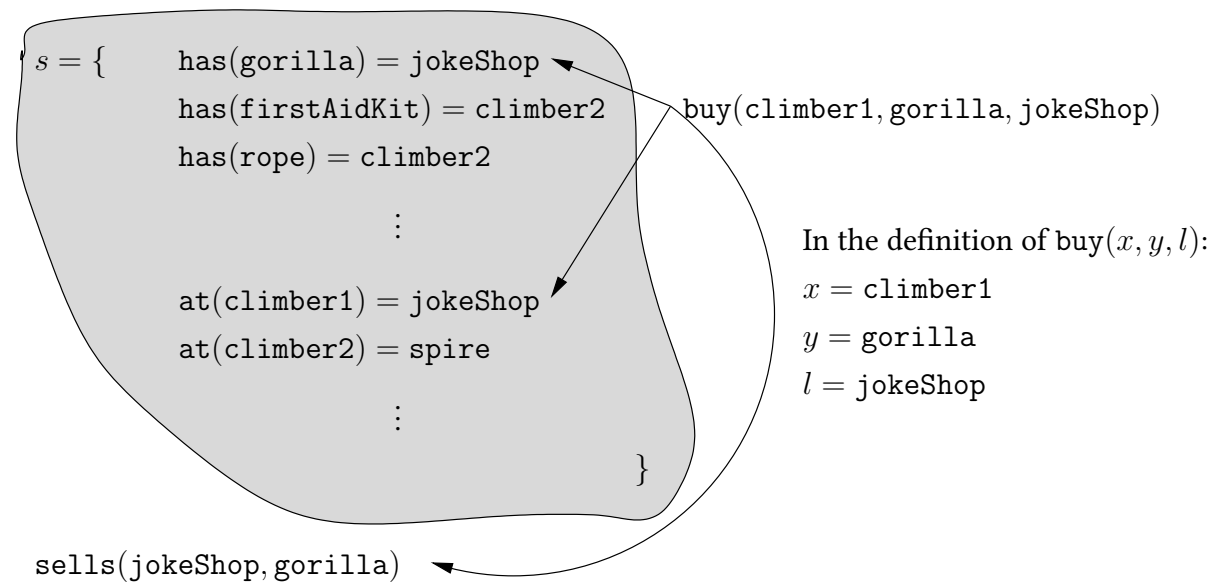 s = { has(gorilla) = jokeShop
has(firstAidKit) = climber2
has(rope) = climber2
⋮
at(climber1) = jokeShop
at(climber2) = spire
⋮
}
buy(climber1, gorilla, jokeShop)
In the definition of buy(x, y, l):
x = climber1
y = gorilla
l = jokeShop
sells(jokeShop, gorilla)